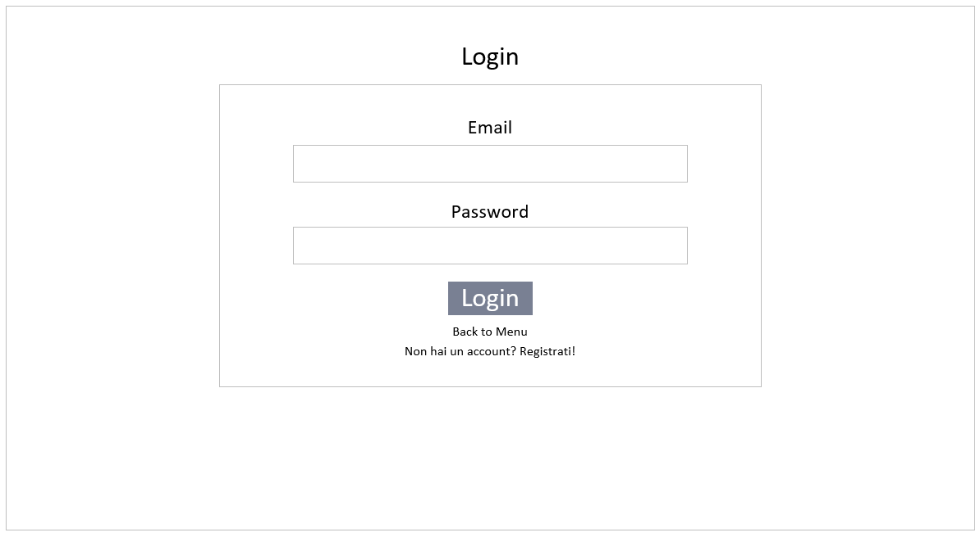 Login
Email
Password
Login
Back to Menu
Non hai un account? Registrati!